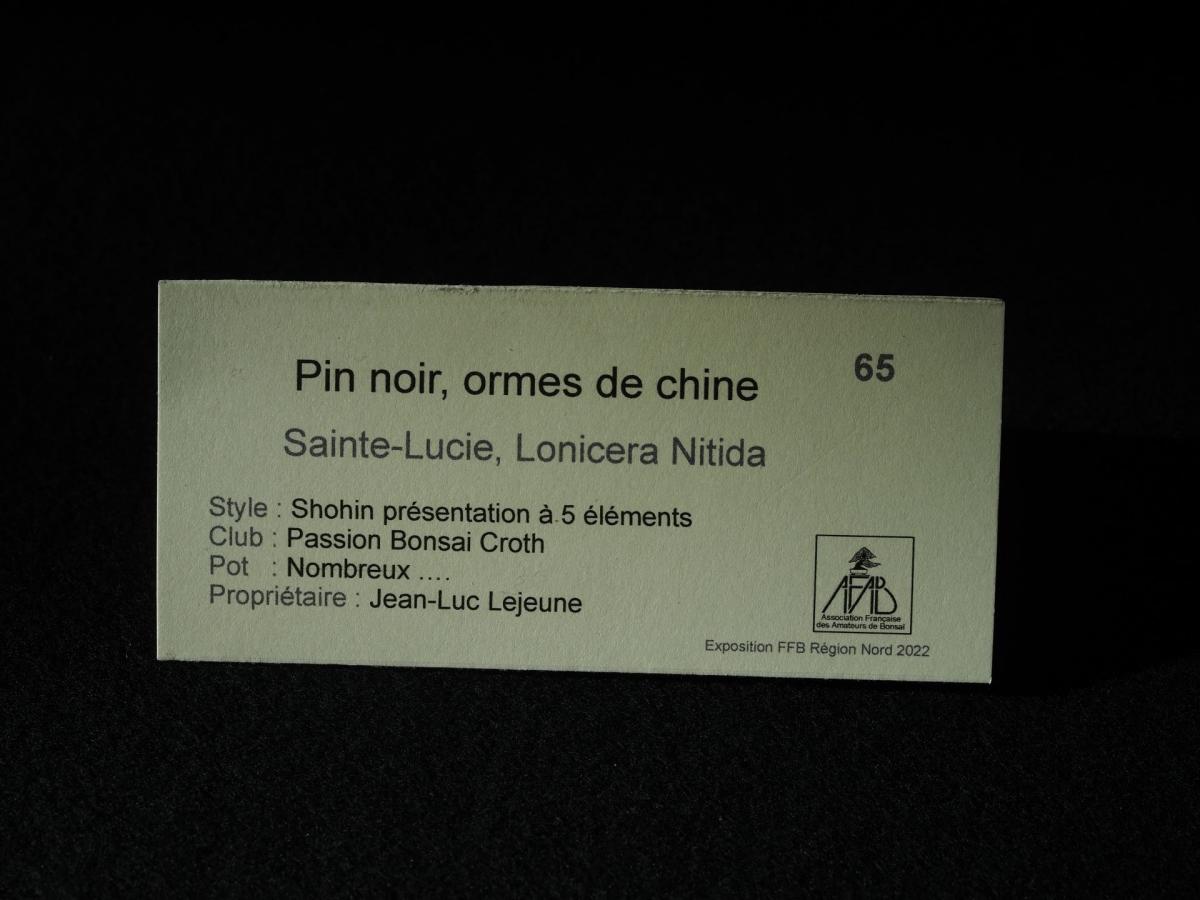 65
Pin noir, ormes de chine
Sainte-Lucie, Lonicera Nitida
Style : Shohin présentation à 5 éléments
Club : Passion Bonsai Croth
Pot : Nombreux ....
Propriétaire : Jean-Luc Lejeune
AFAB
Association Française
des Amateurs de Bonsaï
Exposition FFB Région Nord 2022